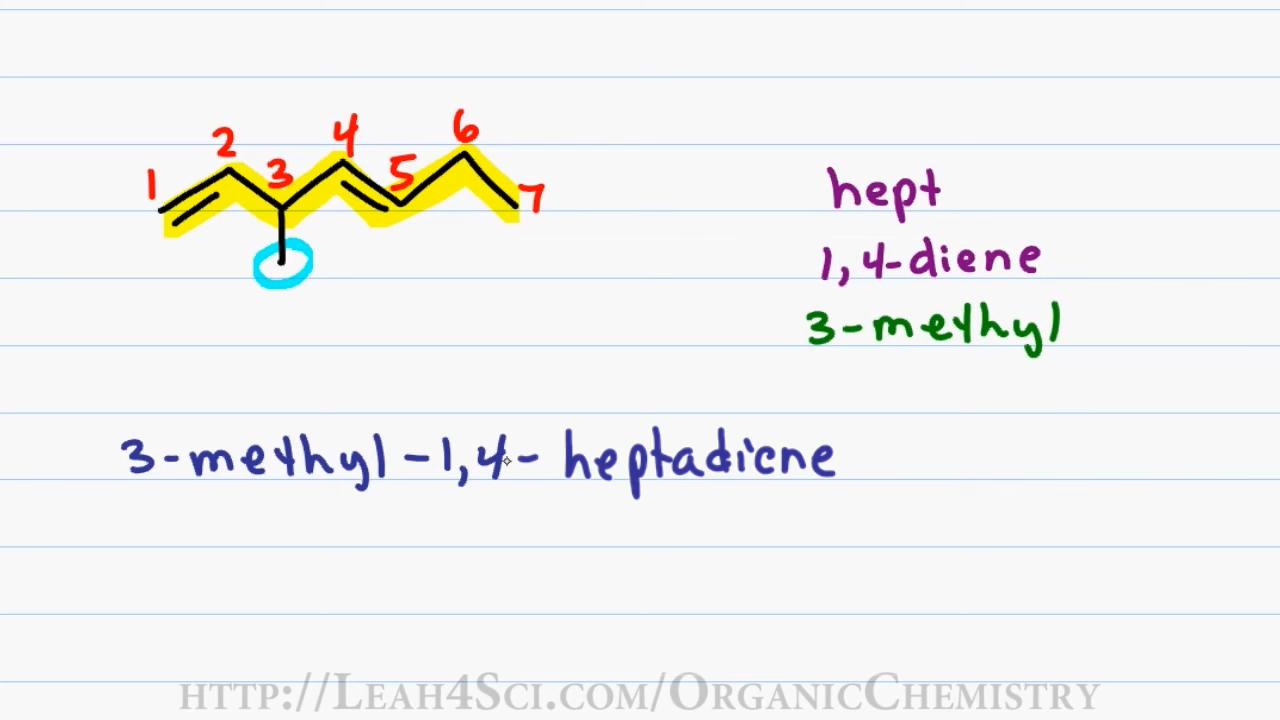 1 2 3 4 5 6 7
hept
1,4-diene
3-methyl
3-methyl-1,4-heptadiene
http://Leah4Sci.com/OrganicChemistry